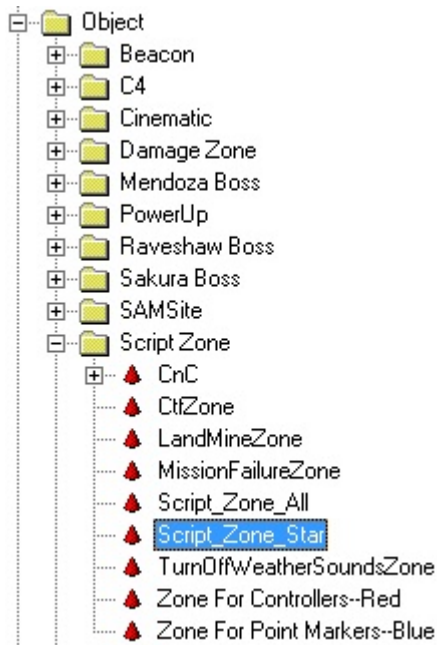 Object
Beacon
C4
Cinematic
Damage Zone
Mendoza Boss
PowerUp
Raveshaw Boss
Sakura Boss
SAMSite
Script Zone
CnC
CtfZone
LandMineZone
MissionFailureZone
Script_Zone_All
Script_Zone_Star
TurnOffWeatherSoundsZone
Zone For Controllers--Red
Zone For Point Markers--Blue